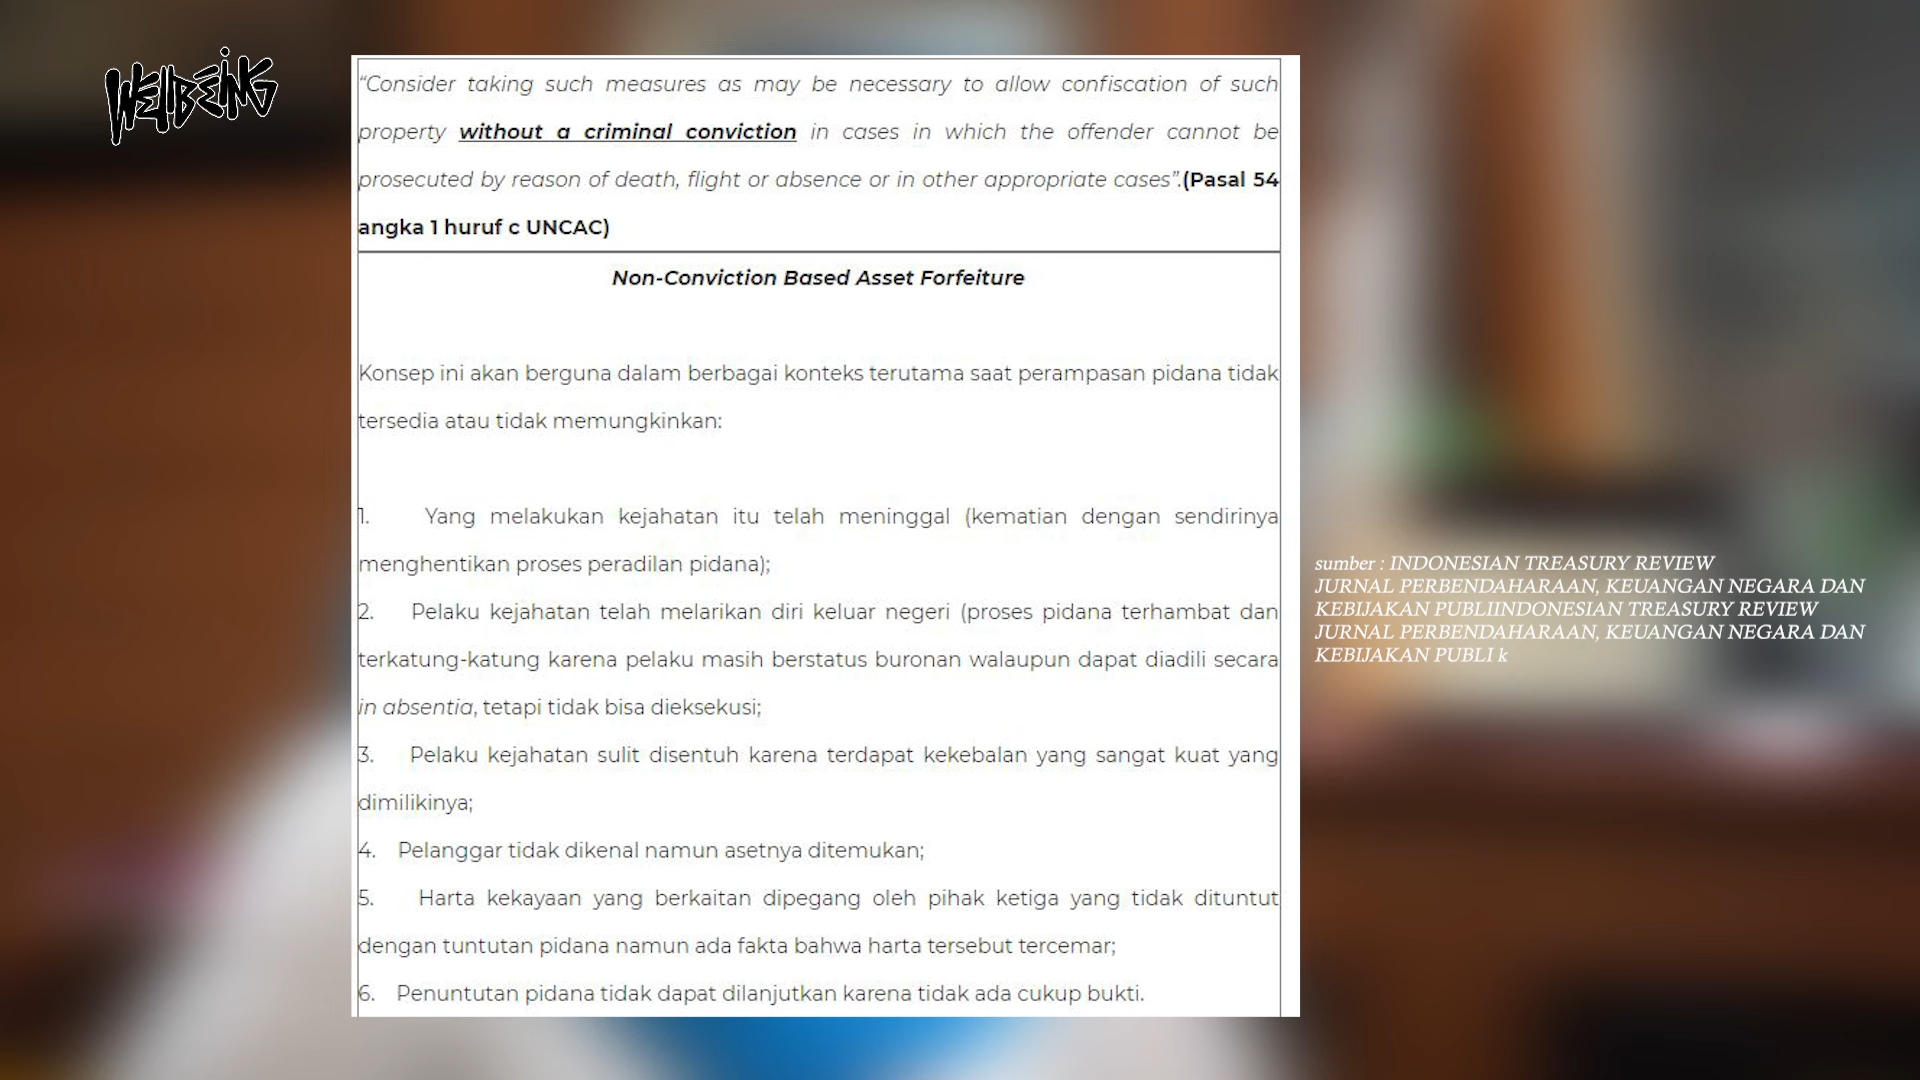 WELBEING
“Consider taking such measures as may be necessary to allow confiscation of such
property without a criminal conviction in cases in which the offender cannot be
prosecuted by reason of death, flight or absence or in other appropriate cases”.(Pasal 54
angka 1 huruf c UNCAC)
Non-Conviction Based Asset Forfeiture
Konsep ini akan berguna dalam berbagai konteks terutama saat perampasan pidana tidak
tersedia atau tidak memungkinkan:
1. Yang melakukan kejahatan itu telah meninggal (kematian dengan sendirinya
menghentikan proses peradilan pidana);
2. Pelaku kejahatan telah melarikan diri keluar negeri (proses pidana terhambat dan
terkatung-katung karena pelaku masih berstatus buronan walaupun dapat diadili secara
in absentia, tetapi tidak bisa dieksekusi;
3. Pelaku kejahatan sulit disentuh karena terdapat kekebalan yang sangat kuat yang
dimilikinya;
4. Pelanggar tidak dikenal namun asetnya ditemukan;
5. Harta kekayaan yang berkaitan dipegang oleh pihak ketiga yang tidak dituntut
dengan tuntutan pidana namun ada fakta bahwa harta tersebut tercemar;
6. Penuntutan pidana tidak dapat dilanjutkan karena tidak ada cukup bukti.
sumber : INDONESIAN TREASURY REVIEW
JURNAL PERBENDAHARAAN, KEUANGAN NEGARA DAN
KEBIJAKAN PUBLIINDONESIAN TREASURY REVIEW
JURNAL PERBENDAHARAAN, KEUANGAN NEGARA DAN
KEBIJAKAN PUBLI k